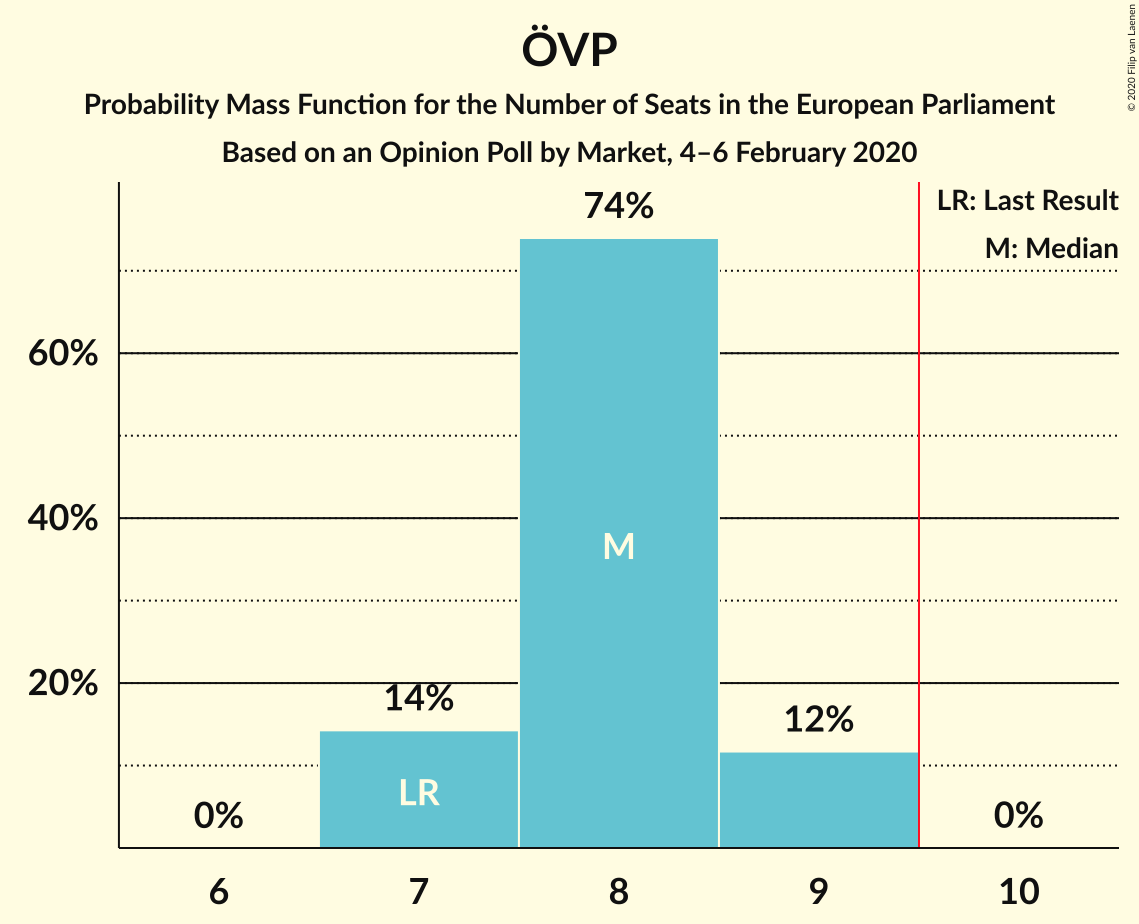 ÖVP
Probability Mass Function for the Number of Seats in the European Parliament
Based on an Opinion Poll by Market, 4–6 February 2020
© 2020 Filip van Laenen
LR: Last Result
M: Median
74%
60%
40%
M
20%
14%
12%
LR
0%
0%
6 7 8 9 10